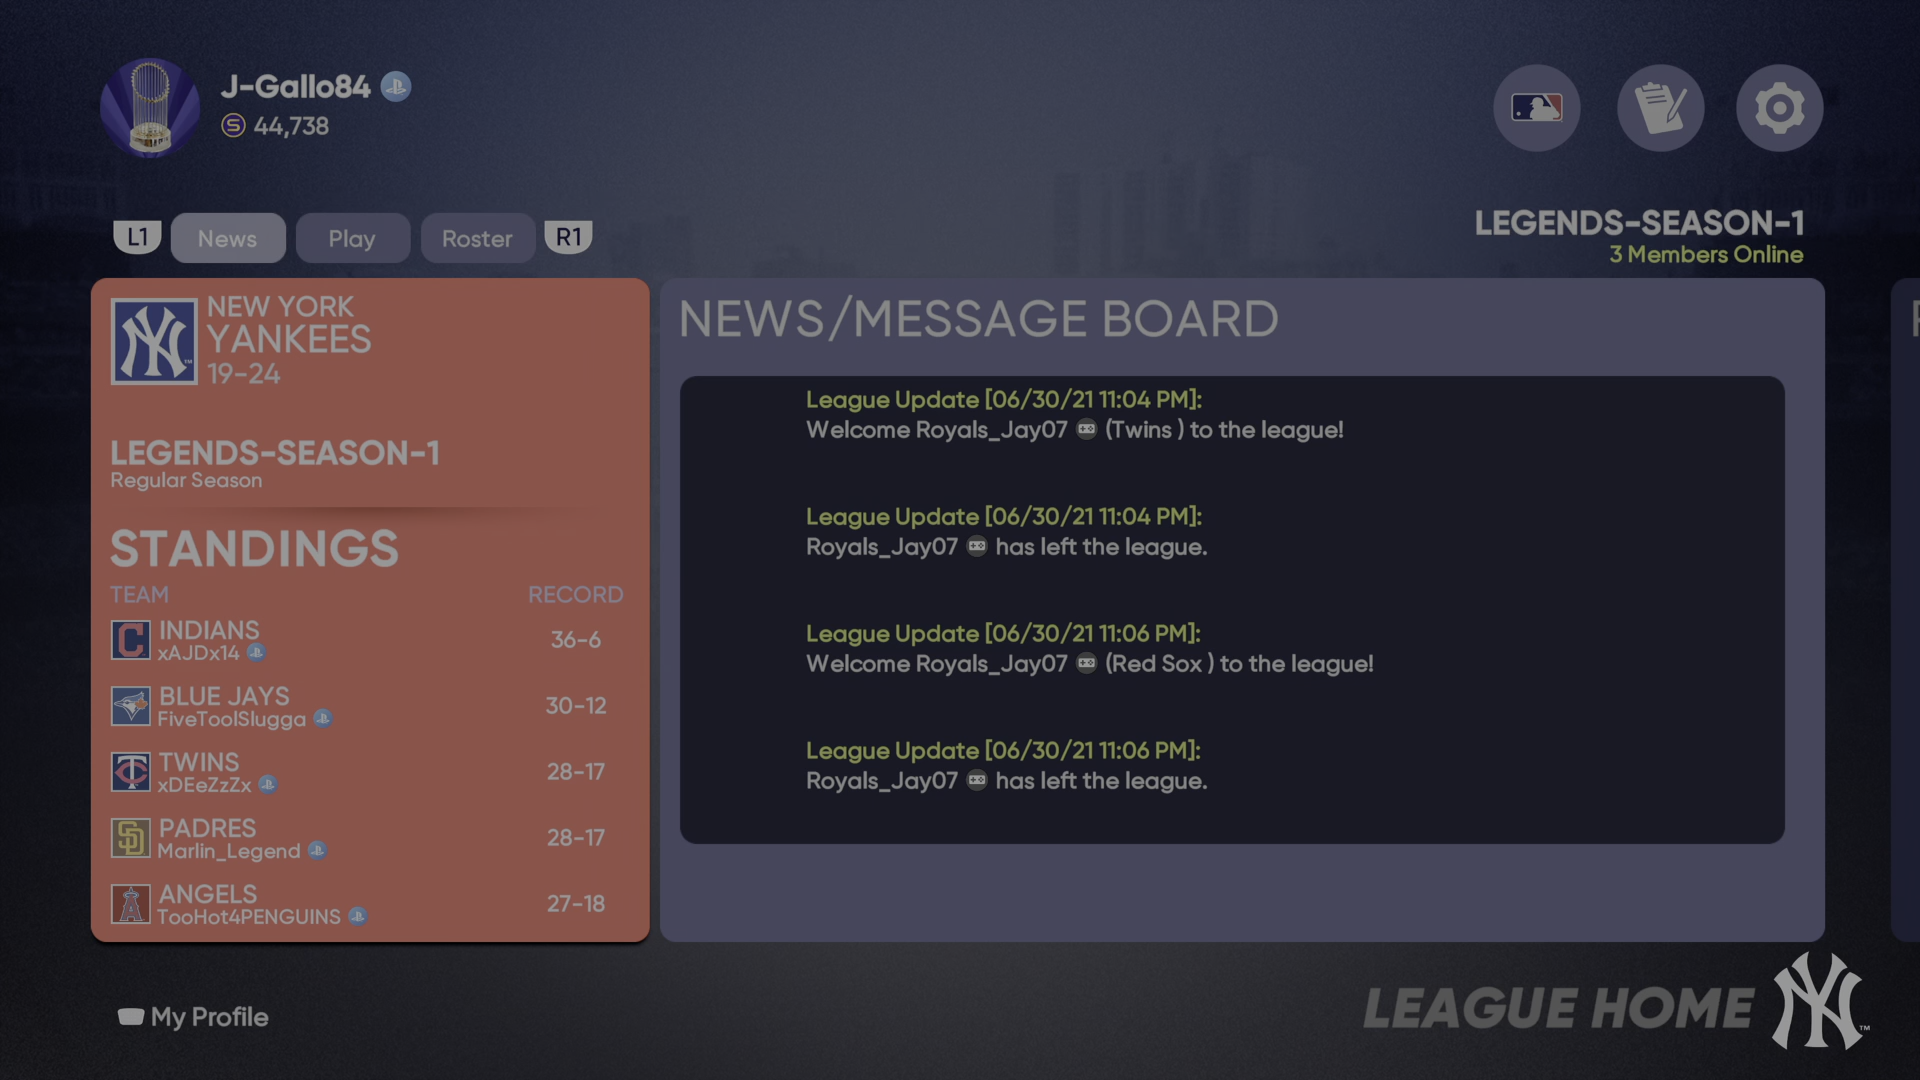 J-Gallo84
44,738
L1 News Play Roster R1
LEGENDS-SEASON-1
3 Members Online
NEW YORK
YANKEES
19-24
LEGENDS-SEASON-1
Regular Season
STANDINGS
TEAM RECORD
INDIANS
xAJDx14
36-6
BLUE JAYS
FiveToolSlugga
30-12
TWINS
xDEeZzZx
28-17
PADRES
Marlin_Legend
28-17
ANGELS
TooHot4PENGUINS
27-18
NEWS/MESSAGE BOARD
League Update [06/30/21 11:04 PM]:
Welcome Royals_Jay07 (Twins ) to the league!
League Update [06/30/21 11:04 PM]:
Royals_Jay07 has left the league.
League Update [06/30/21 11:06 PM]:
Welcome Royals_Jay07 (Red Sox ) to the league!
League Update [06/30/21 11:06 PM]:
Royals_Jay07 has left the league.
My Profile
LEAGUE HOME